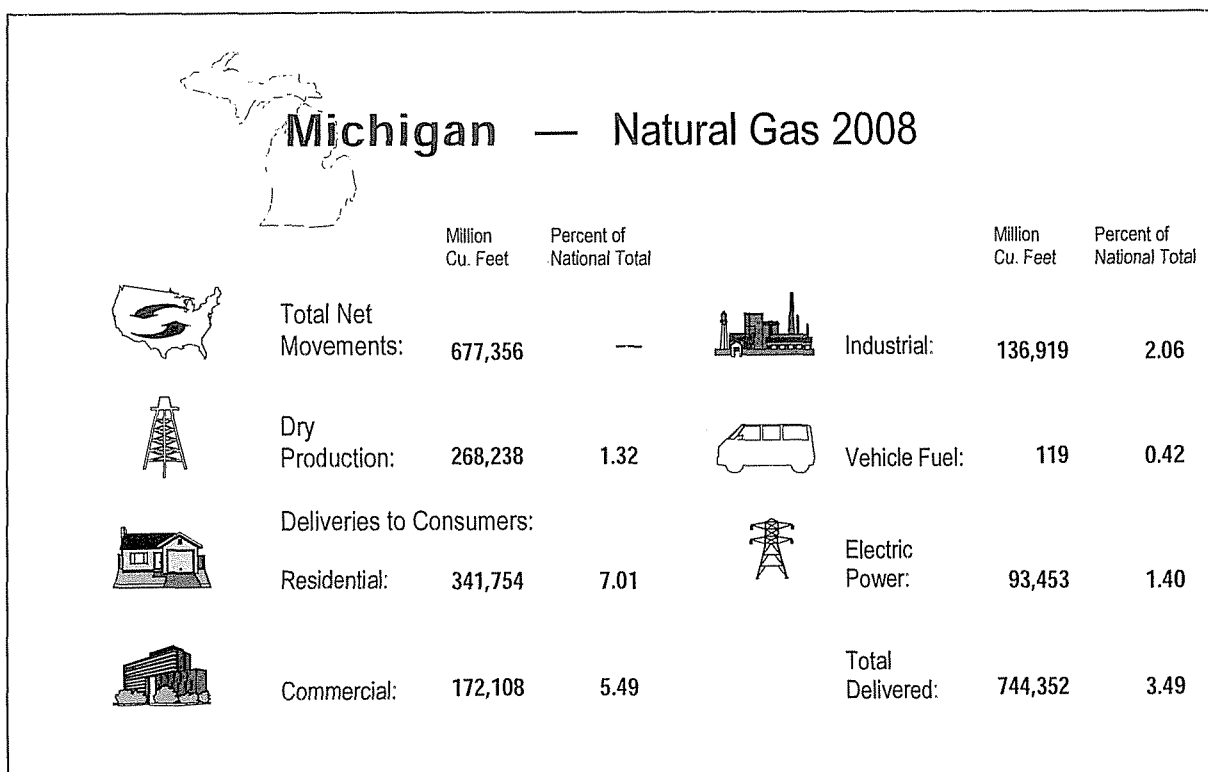 Michigan — Natural Gas 2008
Million Cu. Feet
Percent of National Total
Total Net Movements: 677,356 —
Dry Production: 268,238 1.32
Deliveries to Consumers:
Residential: 341,754 7.01
Commercial: 172,108 5.49
Million Cu. Feet
Percent of National Total
Industrial: 136,919 2.06
Vehicle Fuel: 119 0.42
Electric Power: 93,453 1.40
Total Delivered: 744,352 3.49